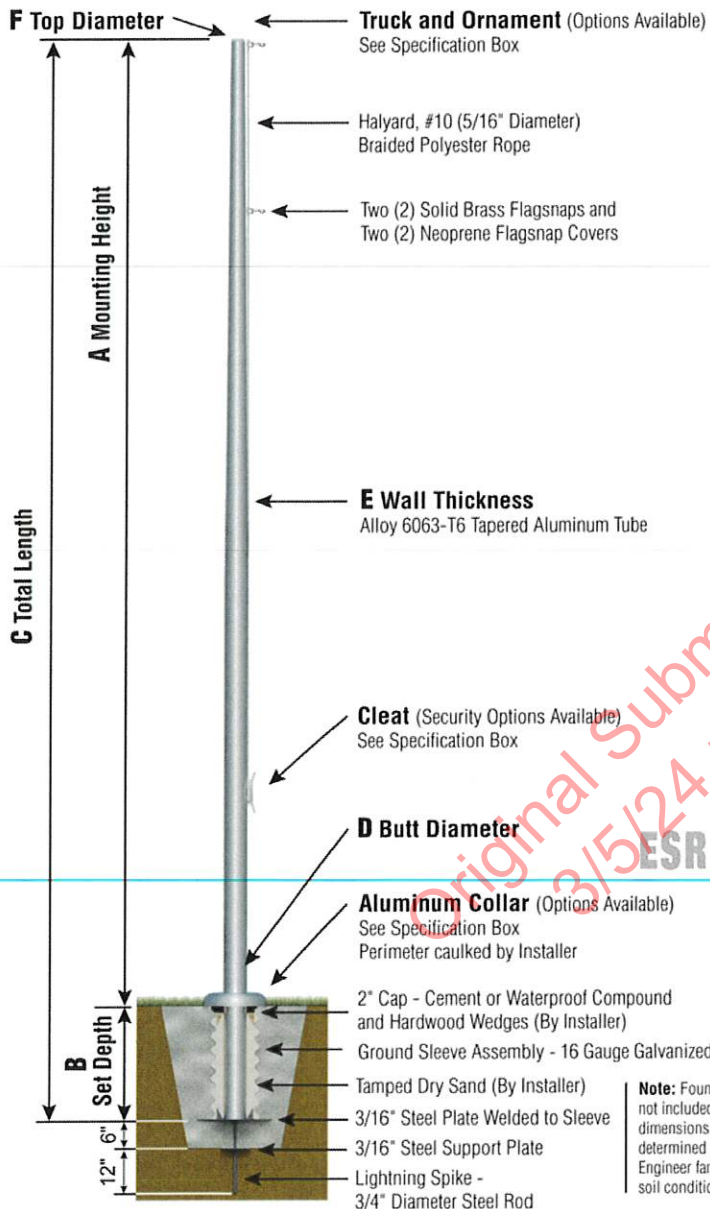 F Top Diameter
Truck and Ornament (Options Available)
See Specification Box
Halyard, #10 (5/16" Diameter)
Braided Polyester Rope
Two (2) Solid Brass Flagsnaps and
Two (2) Neoprene Flagsnap Covers
A Mounting Height
C Total Length
E Wall Thickness
Alloy 6063-T6 Tapered Aluminum Tube
Cleat (Security Options Available)
See Specification Box
D Butt Diameter
ESR
Original
3/5/24
Aluminum Collar (Options Available)
See Specification Box
Perimeter caulked by Installer
2" Cap - Cement or Waterproof Compound
and Hardwood Wedges (By Installer)
Ground Sleeve Assembly - 16 Gauge Galvanized
Tamped Dry Sand (By Installer)
3/16" Steel Plate Welded to Sleeve
3/16" Steel Support Plate
Lightning Spike -
3/4" Diameter Steel Rod
B Set Depth
6"
12"
Note:
not included
dimensions
determined
Engineer
soil